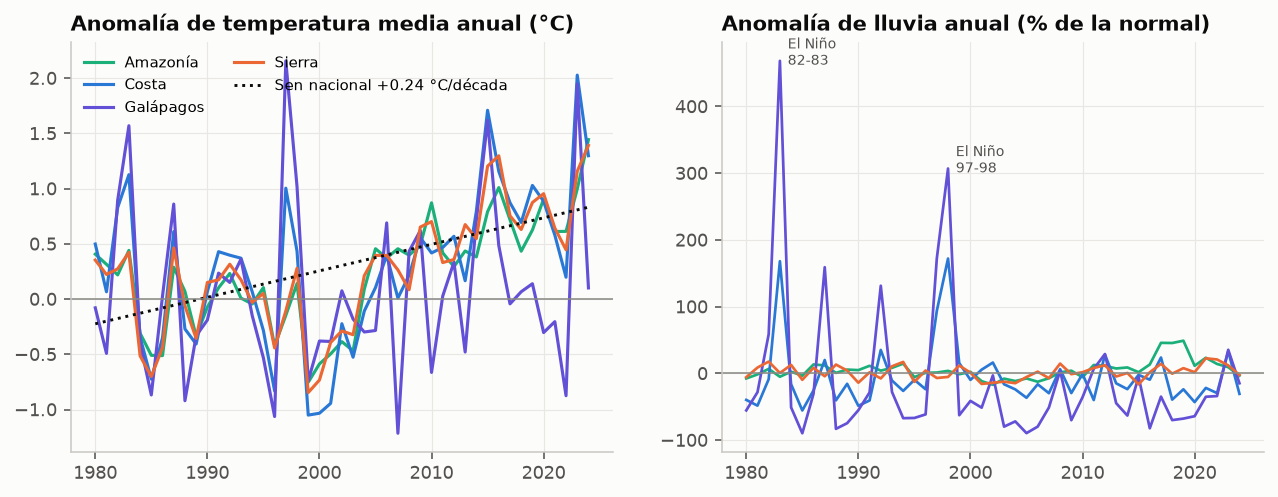 Anomalía de temperatura media anual (°C)
Amazonía
Costa
Galápagos
Sierra
Sen nacional +0.24 °C/década
2.0
1.5
1.0
0.5
0.0
−0.5
−1.0
1980 1990 2000 2010 2020
Anomalía de lluvia anual (% de la normal)
El Niño
82-83
El Niño
97-98
400
300
200
100
0
−100
1980 1990 2000 2010 2020